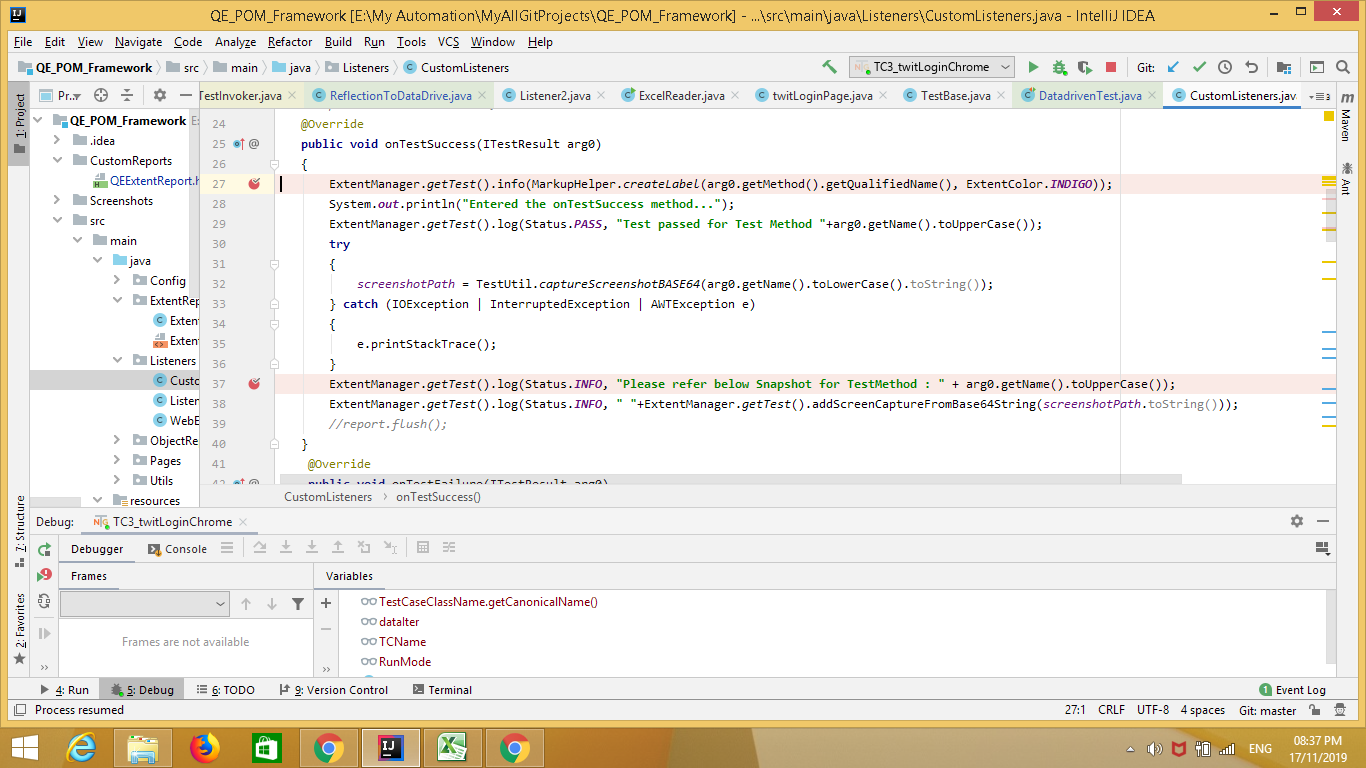 QE_POM_Framework [E:\My Automation\MyAllGitProjects\QE_POM_Framework] - ...\src\main\java\Listeners\CustomListeners.java - IntelliJ IDEA
File Edit View Navigate Code Analyze Refactor Build Run Tools VCS Window Help
QE_POM_Framework src main java Listeners CustomListeners TC3_twitLoginChrome Git:
1: Project
Pr.. TestInvoker.java ReflectionToDataDrive.java Listener2.java ExcelReader.java twitLoginPage.java TestBase.java DatadrivenTest.java CustomListeners.jav
Maven
Ant
QE_POM_Framework E:
.idea
CustomReports
QEExtentReport.h
Screenshots
src
main
java
Config
ExtentRep
Exten
Exten
Listeners
Custo
Listen
WebE
ObjectRe
Pages
Utils
resources
24 @Override
25 @ public void onTestSuccess(ITestResult arg0)
26 {
27 ExtentManager.getTest().info(MarkupHelper.createLabel(arg0.getMethod().getQualifiedName(), ExtentColor.INDIGO));
28 System.out.println("Entered the onTestSuccess method...");
29 ExtentManager.getTest().log(Status.PASS, "Test passed for Test Method "+arg0.getName().toUpperCase());
30 try
31 {
32 screenshotPath = TestUtil.captureScreenshotBASE64(arg0.getName().toLowerCase().toString());
33 } catch (IOException | InterruptedException | AWTException e)
34 {
35 e.printStackTrace();
36 }
37 ExtentManager.getTest().log(Status.INFO, "Please refer below Snapshot for TestMethod : " + arg0.getName().toUpperCase());
38 ExtentManager.getTest().log(Status.INFO, " "+ExtentManager.getTest().addScreenCaptureFromBase64String(screenshotPath.toString()));
39 //report.flush();
40 }
41 @Override
42 @ public void onTestFailure(ITestResult arg0)
CustomListeners onTestSuccess()
7: Structure
2: Favorites
Debug: TC3_twitLoginChrome
Debugger Console
Frames Variables
Frames are not available
TestCaseClassName.getCanonicalName()
dataIter
TCName
RunMode
4: Run 5: Debug 6: TODO 9: Version Control Terminal 1 Event Log
Process resumed 27:1 CRLF UTF-8 4 spaces Git: master
ENG
08:37 PM
17/11/2019